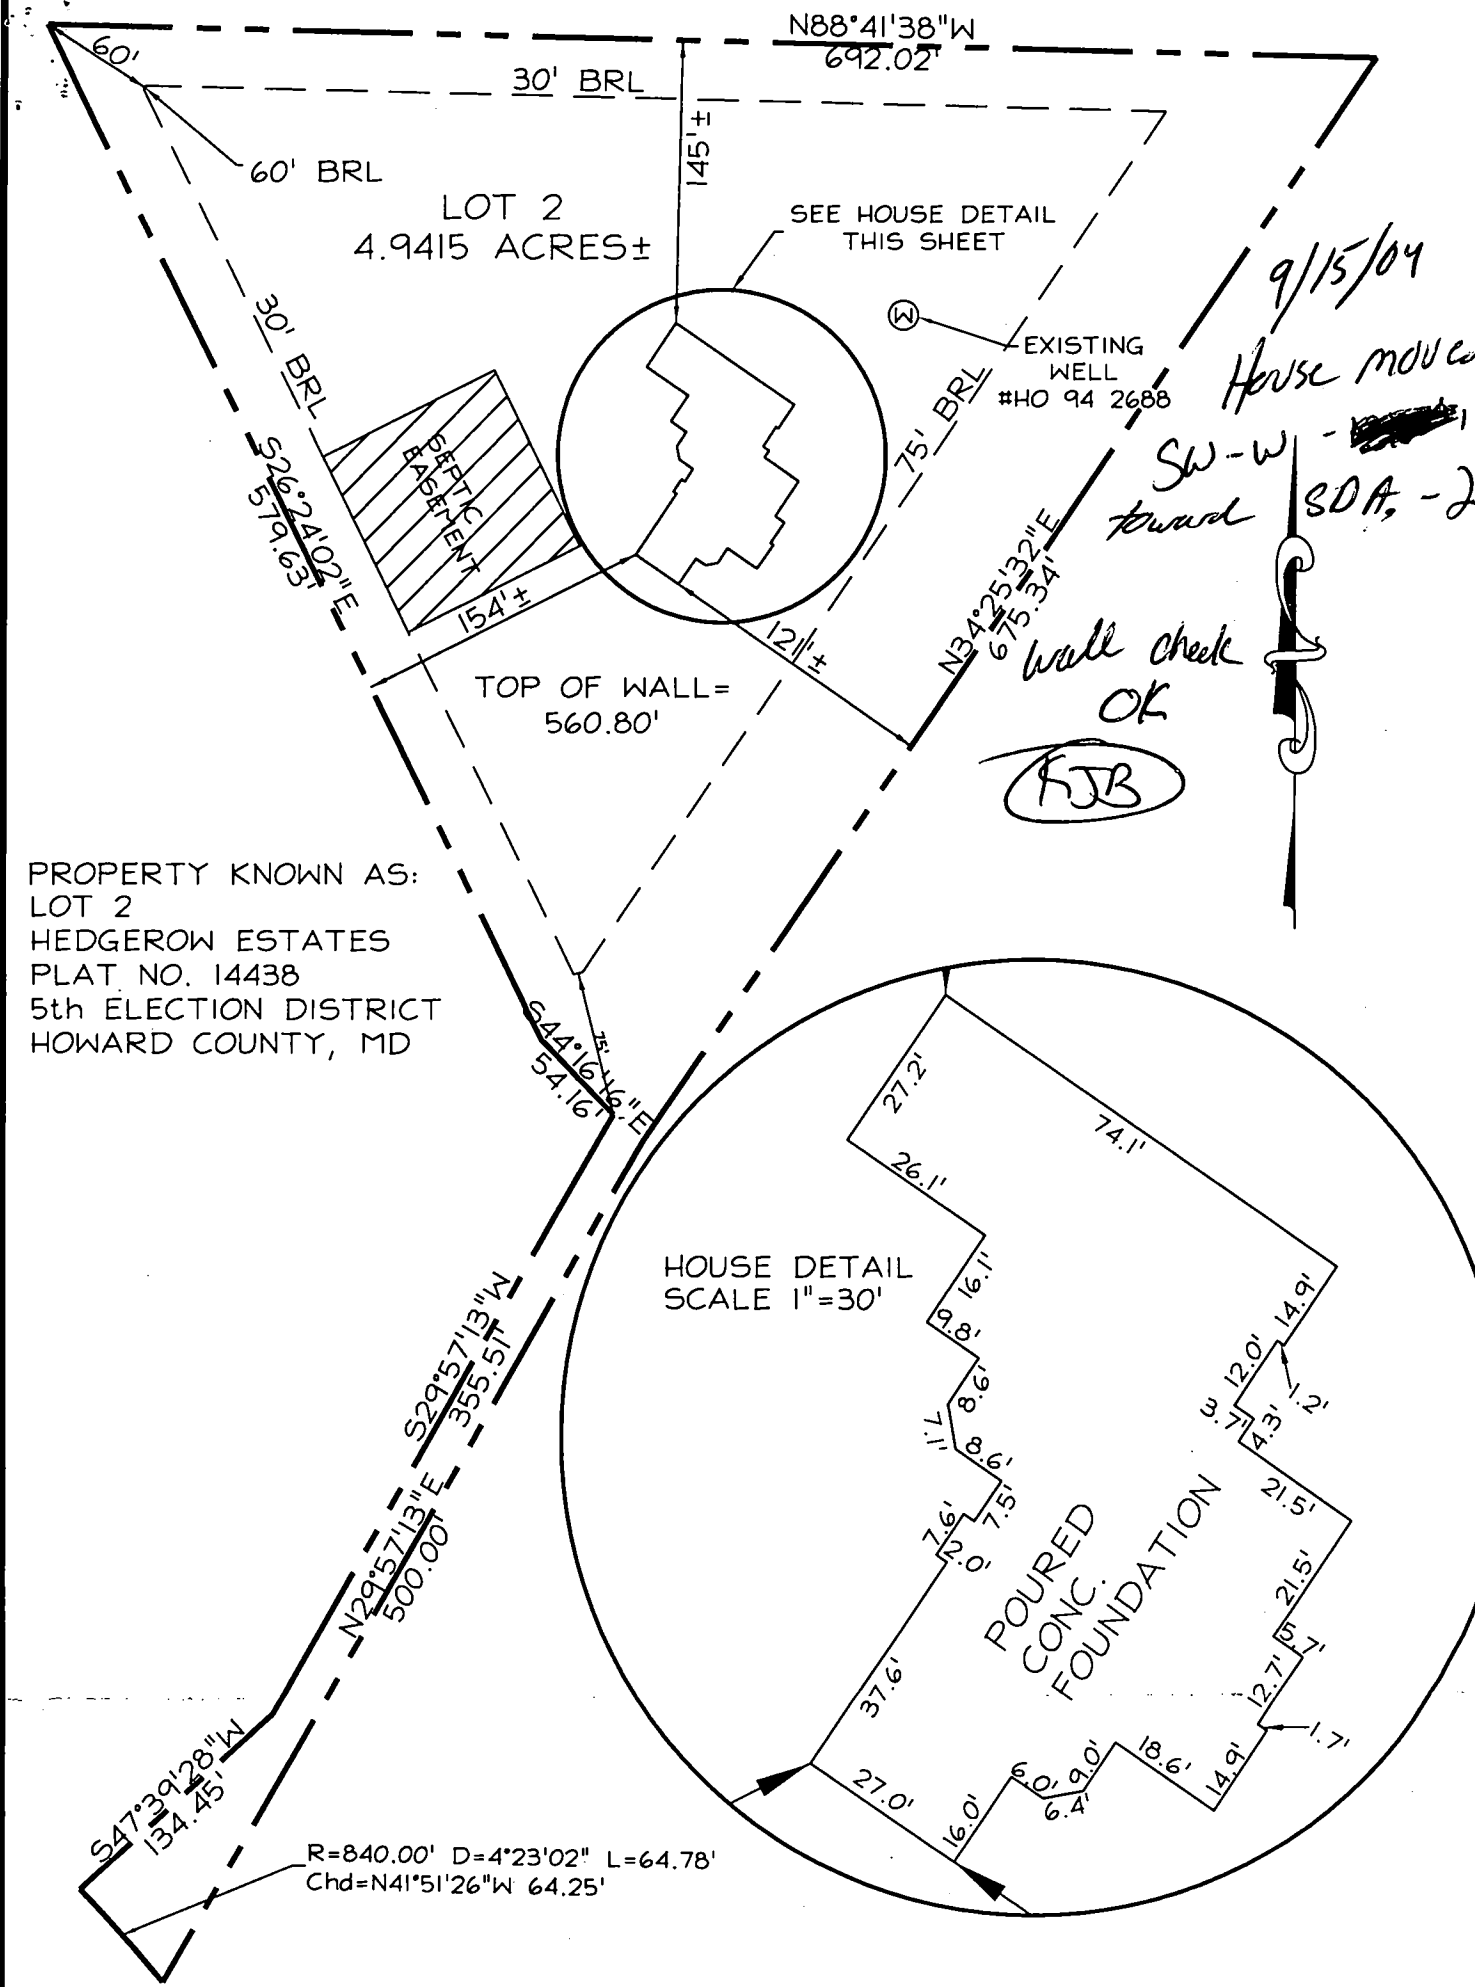 N88°41'38"W
692.02'
60'
30' BRL
60' BRL
145'±
LOT 2
4.9415 ACRES±
SEE HOUSE DETAIL
THIS SHEET
9/15/04
30' BRL
W
EXISTING
WELL
#HO 94 2688
House moved
SW-W -
toward SDA, -2
75' BRL
SEPTIC
EASEMENT
S26°24'02"E
579.63'
154'±
121'±
N34°25'32"E
675.34'
wall check
OK
KJB
TOP OF WALL=
560.80'
PROPERTY KNOWN AS:
LOT 2
HEDGEROW ESTATES
PLAT NO. 14438
5th ELECTION DISTRICT
HOWARD COUNTY, MD
S44°16'16"E
54.16'
75'
27.2'
74.1'
26.1'
HOUSE DETAIL
SCALE 1"=30'
16.1'
9.8'
8.6'
7.1'
8.6'
7.5'
7.6'
2.0'
37.6'
14.9'
12.0'
1.2'
3.7'
4.3'
21.5'
21.5'
5.7'
12.7'
1.7'
14.9'
18.6'
9.0'
6.4'
6.0'
16.0'
27.0'
POURED
CONC.
FOUNDATION
S29°57'13"W
355.51'
N29°57'13"E
500.00'
S47°39'28"W
134.45'
R=840.00' D=4°23'02" L=64.78'
Chd=N41°51'26"W 64.25'